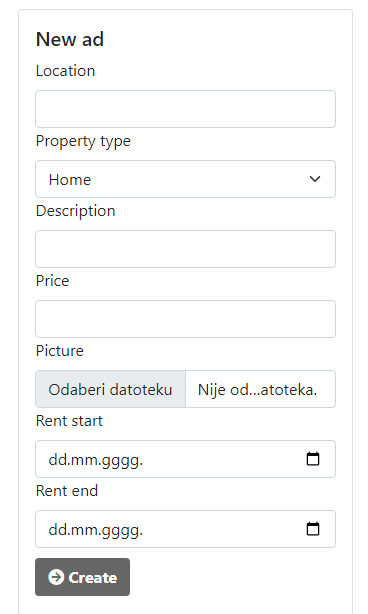 New ad
Location
Property type
Home
Description
Price
Picture
Odaberi datoteku Nije od...atoteka.
Rent start
dd.mm.gggg.
Rent end
dd.mm.gggg.
Create